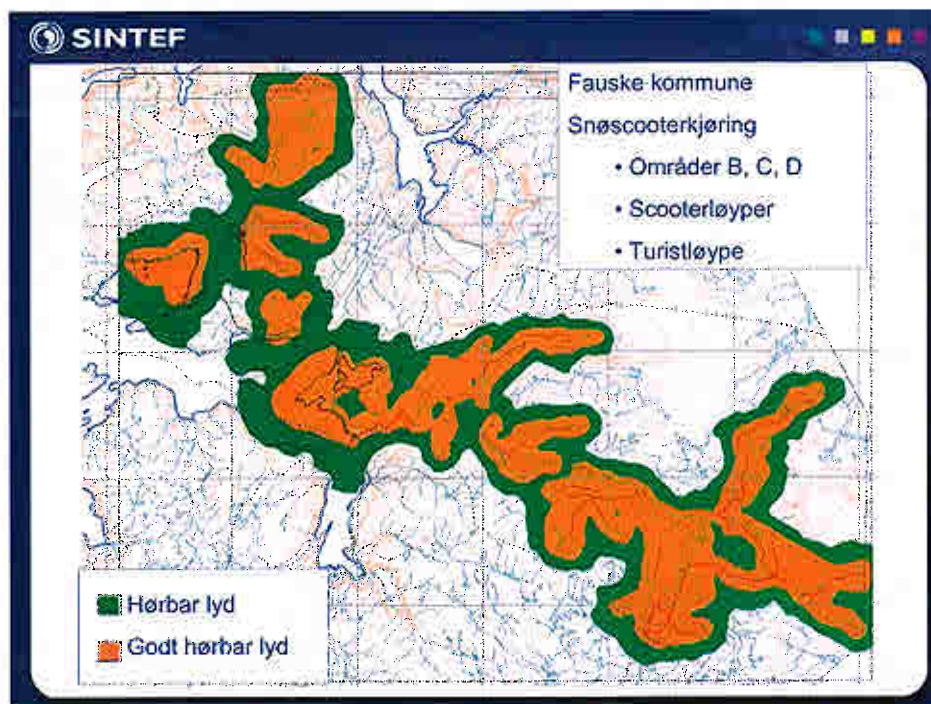 SINTEF
Fauske kommune
Snøscooterkjøring
• Områder B, C, D
• Scooterløyper
• Turistløype
Hørbar lyd
Godt hørbar lyd